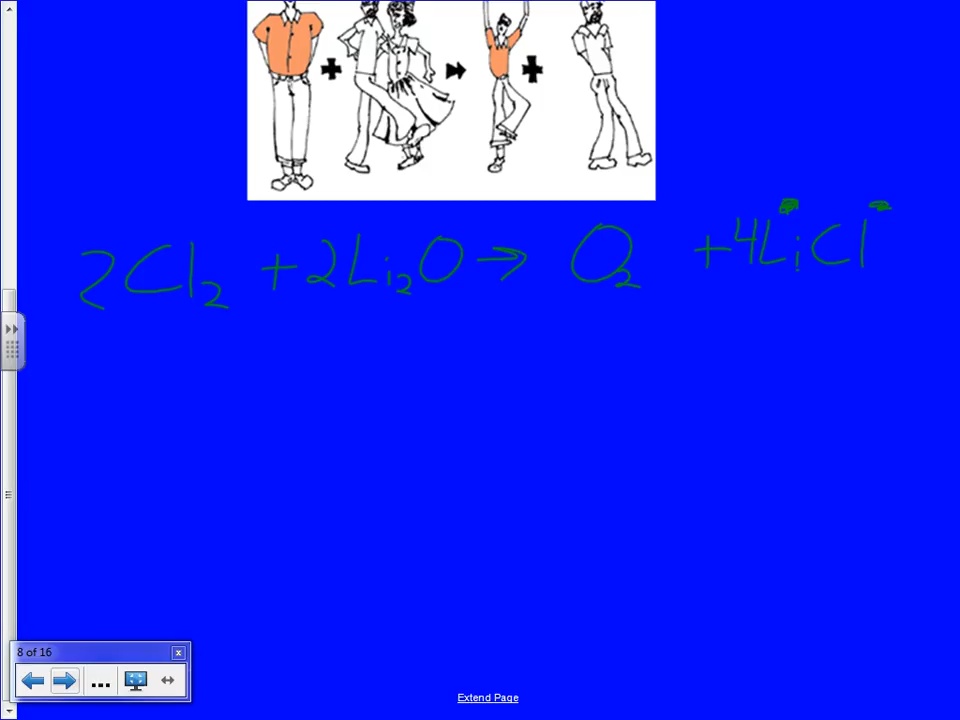 2Cl₂ + 2Li₂O → O₂ + 4LiCl
8 of 16
Extend Page